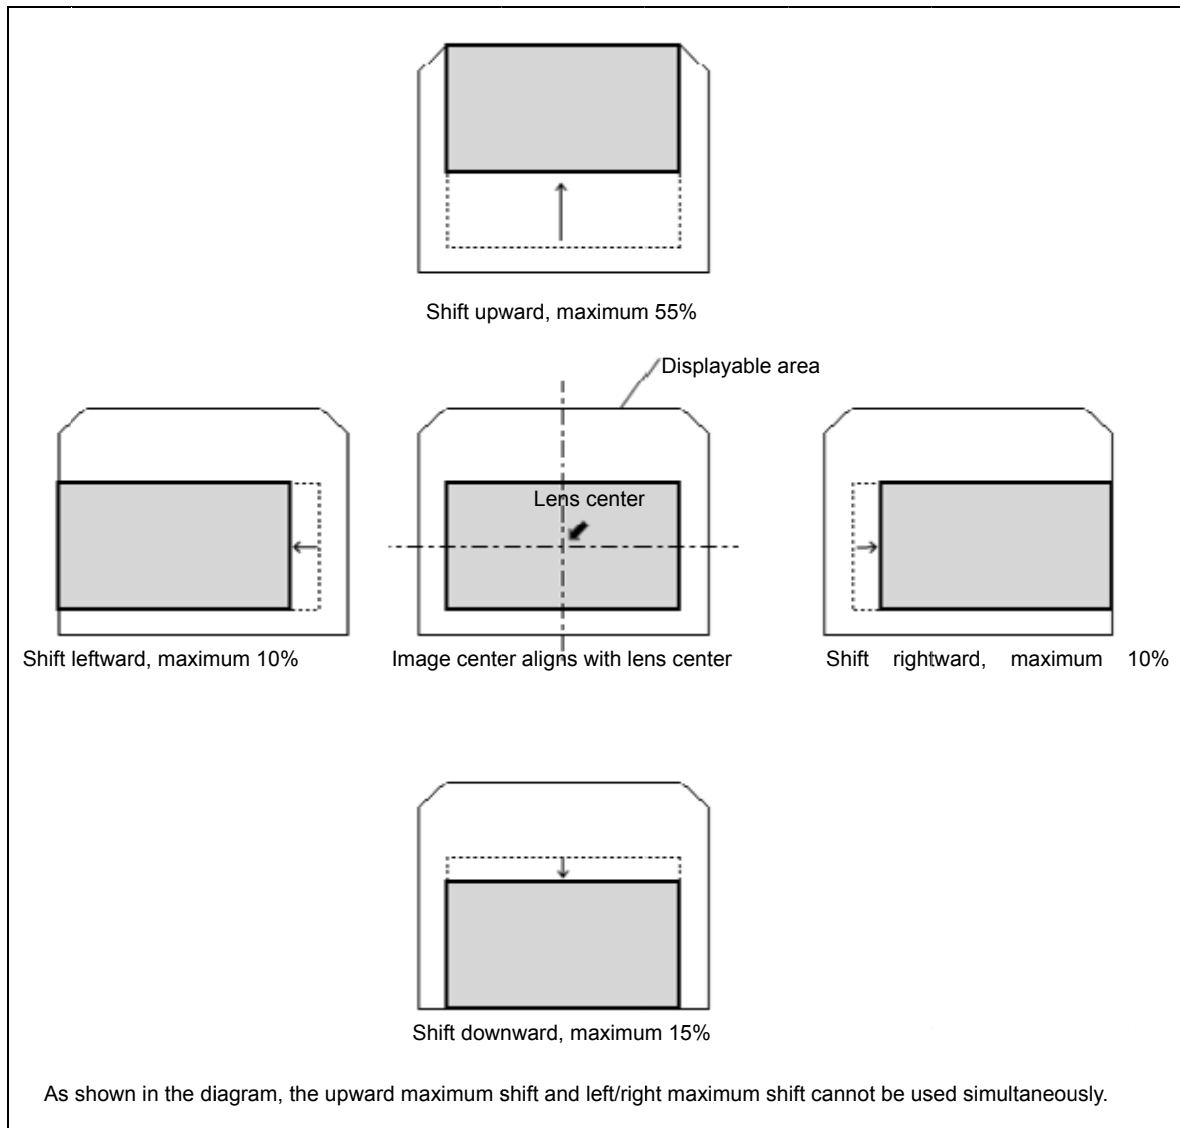 Shift upward, maximum 55%
Displayable area
Lens center
Shift leftward, maximum 10%
Image center aligns with lens center
Shift rightward, maximum 10%
Shift downward, maximum 15%
As shown in the diagram, the upward maximum shift and left/right maximum shift cannot be used simultaneously.